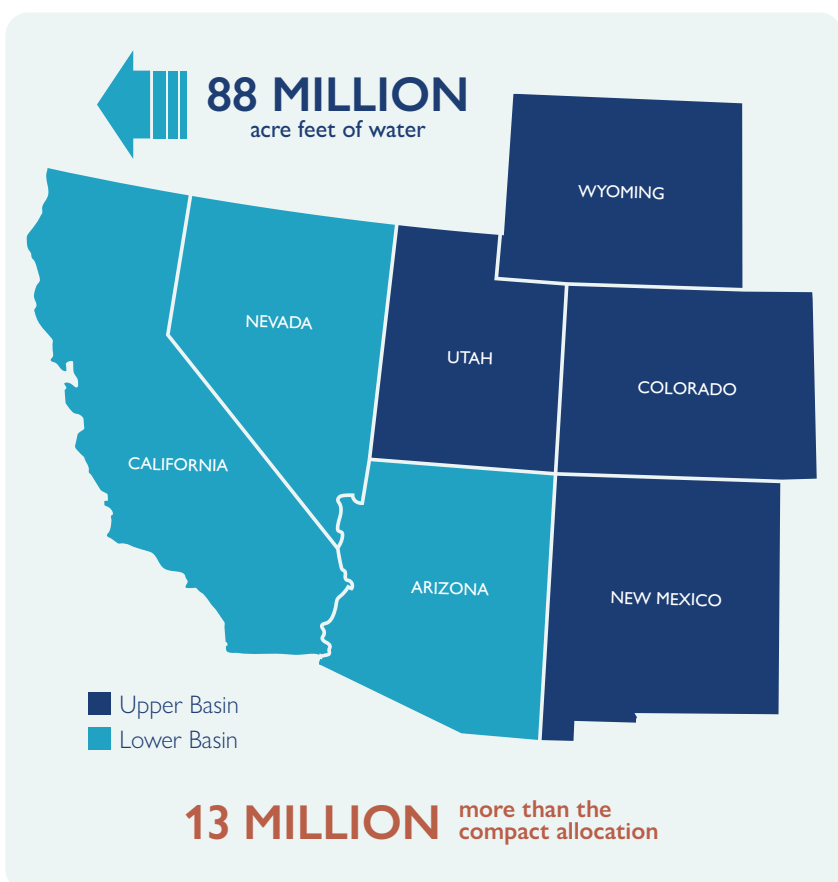 88 MILLION
acre feet of water
WYOMING
NEVADA
UTAH
COLORADO
CALIFORNIA
ARIZONA
NEW MEXICO
Upper Basin
Lower Basin
13 MILLION
more than the
compact allocation